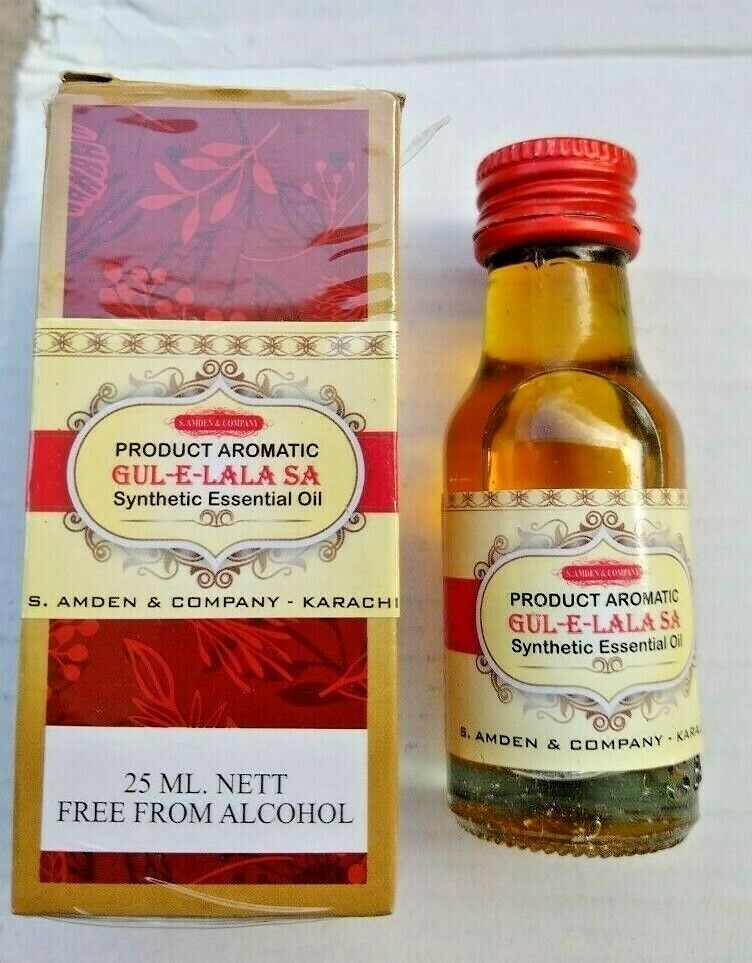 S. AMDEN & COMPANY
PRODUCT AROMATIC
GUL-E-LALA SA
Synthetic Essential Oil
S. AMDEN & COMPANY - KARACHI
25 ML. NETT
FREE FROM ALCOHOL
S. AMDEN & COMPANY
PRODUCT AROMATIC
GUL-E-LALA SA
Synthetic Essential Oil
S. AMDEN & COMPANY -